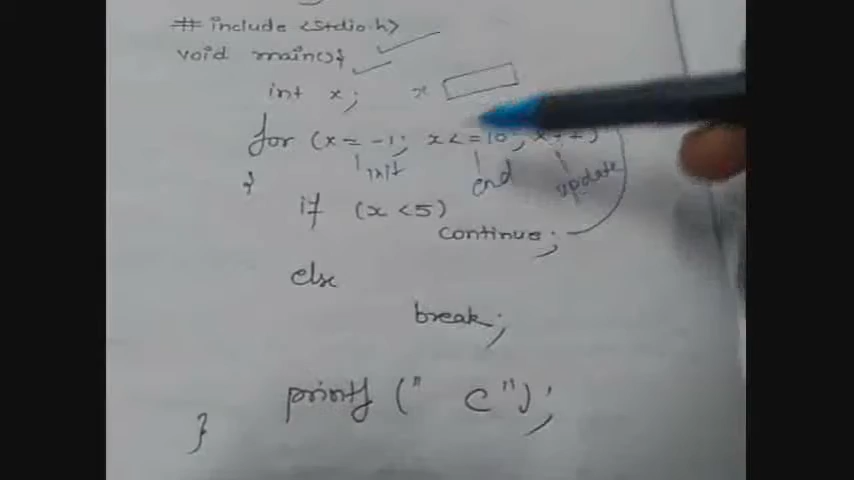 # include <stdio.h>
void main(){
int x; x
for (x = -1; x <= 10; x++)
init end update
{
if (x < 5)
continue;
else
break;
printf (" C");
}